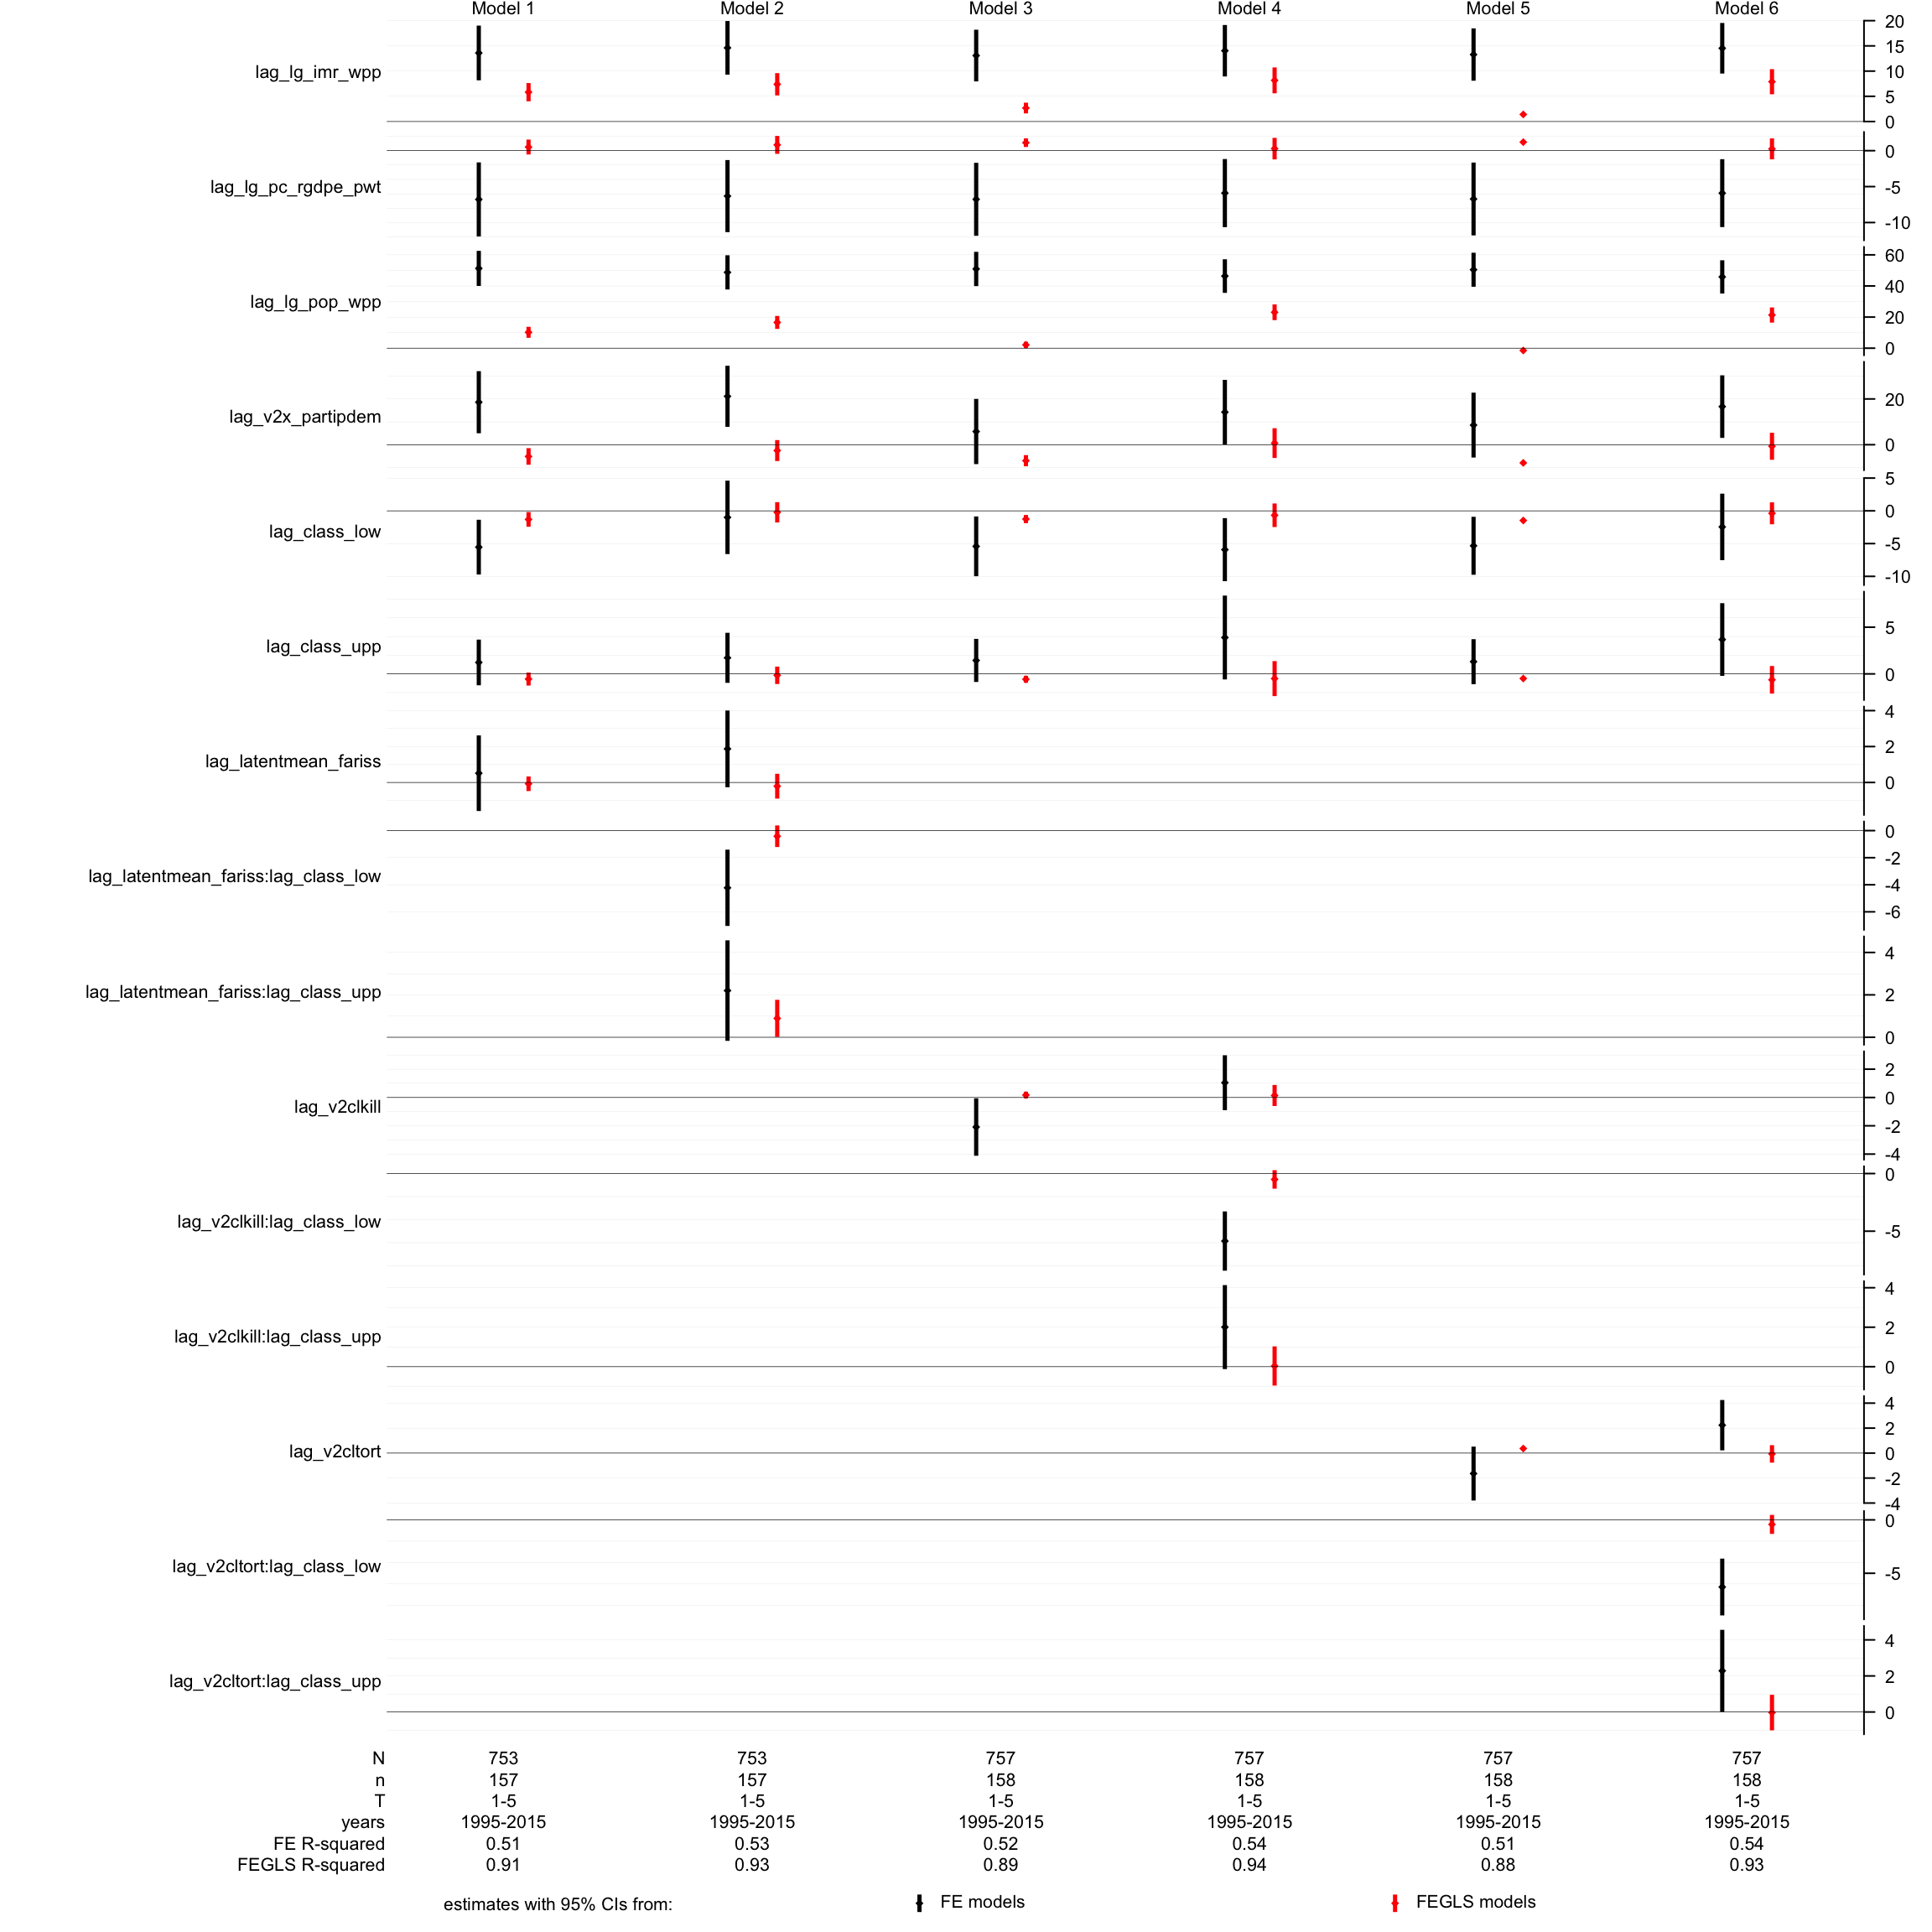 Model 1 Model 2 Model 3 Model 4 Model 5 Model 6
lag_lg_imr_wpp
20
15
10
5
0
lag_lg_pc_rgdpe_pwt
0
-5
-10
lag_lg_pop_wpp
60
40
20
0
lag_v2x_partipdem
20
0
lag_class_low
5
0
-5
-10
lag_class_upp
5
0
lag_latentmean_fariss
4
2
0
lag_latentmean_fariss:lag_class_low
0
-2
-4
-6
lag_latentmean_fariss:lag_class_upp
4
2
0
lag_v2clkill
2
0
-2
-4
lag_v2clkill:lag_class_low
0
-5
lag_v2clkill:lag_class_upp
4
2
0
lag_v2cltort
4
2
0
-2
-4
lag_v2cltort:lag_class_low
0
-5
lag_v2cltort:lag_class_upp
4
2
0
N 753 753 757 757 757 757
n 157 157 158 158 158 158
T 1-5 1-5 1-5 1-5 1-5 1-5
years 1995-2015 1995-2015 1995-2015 1995-2015 1995-2015 1995-2015
FE R-squared 0.51 0.53 0.52 0.54 0.51 0.54
FEGLS R-squared 0.91 0.93 0.89 0.94 0.88 0.93
estimates with 95% CIs from: FE models FEGLS models